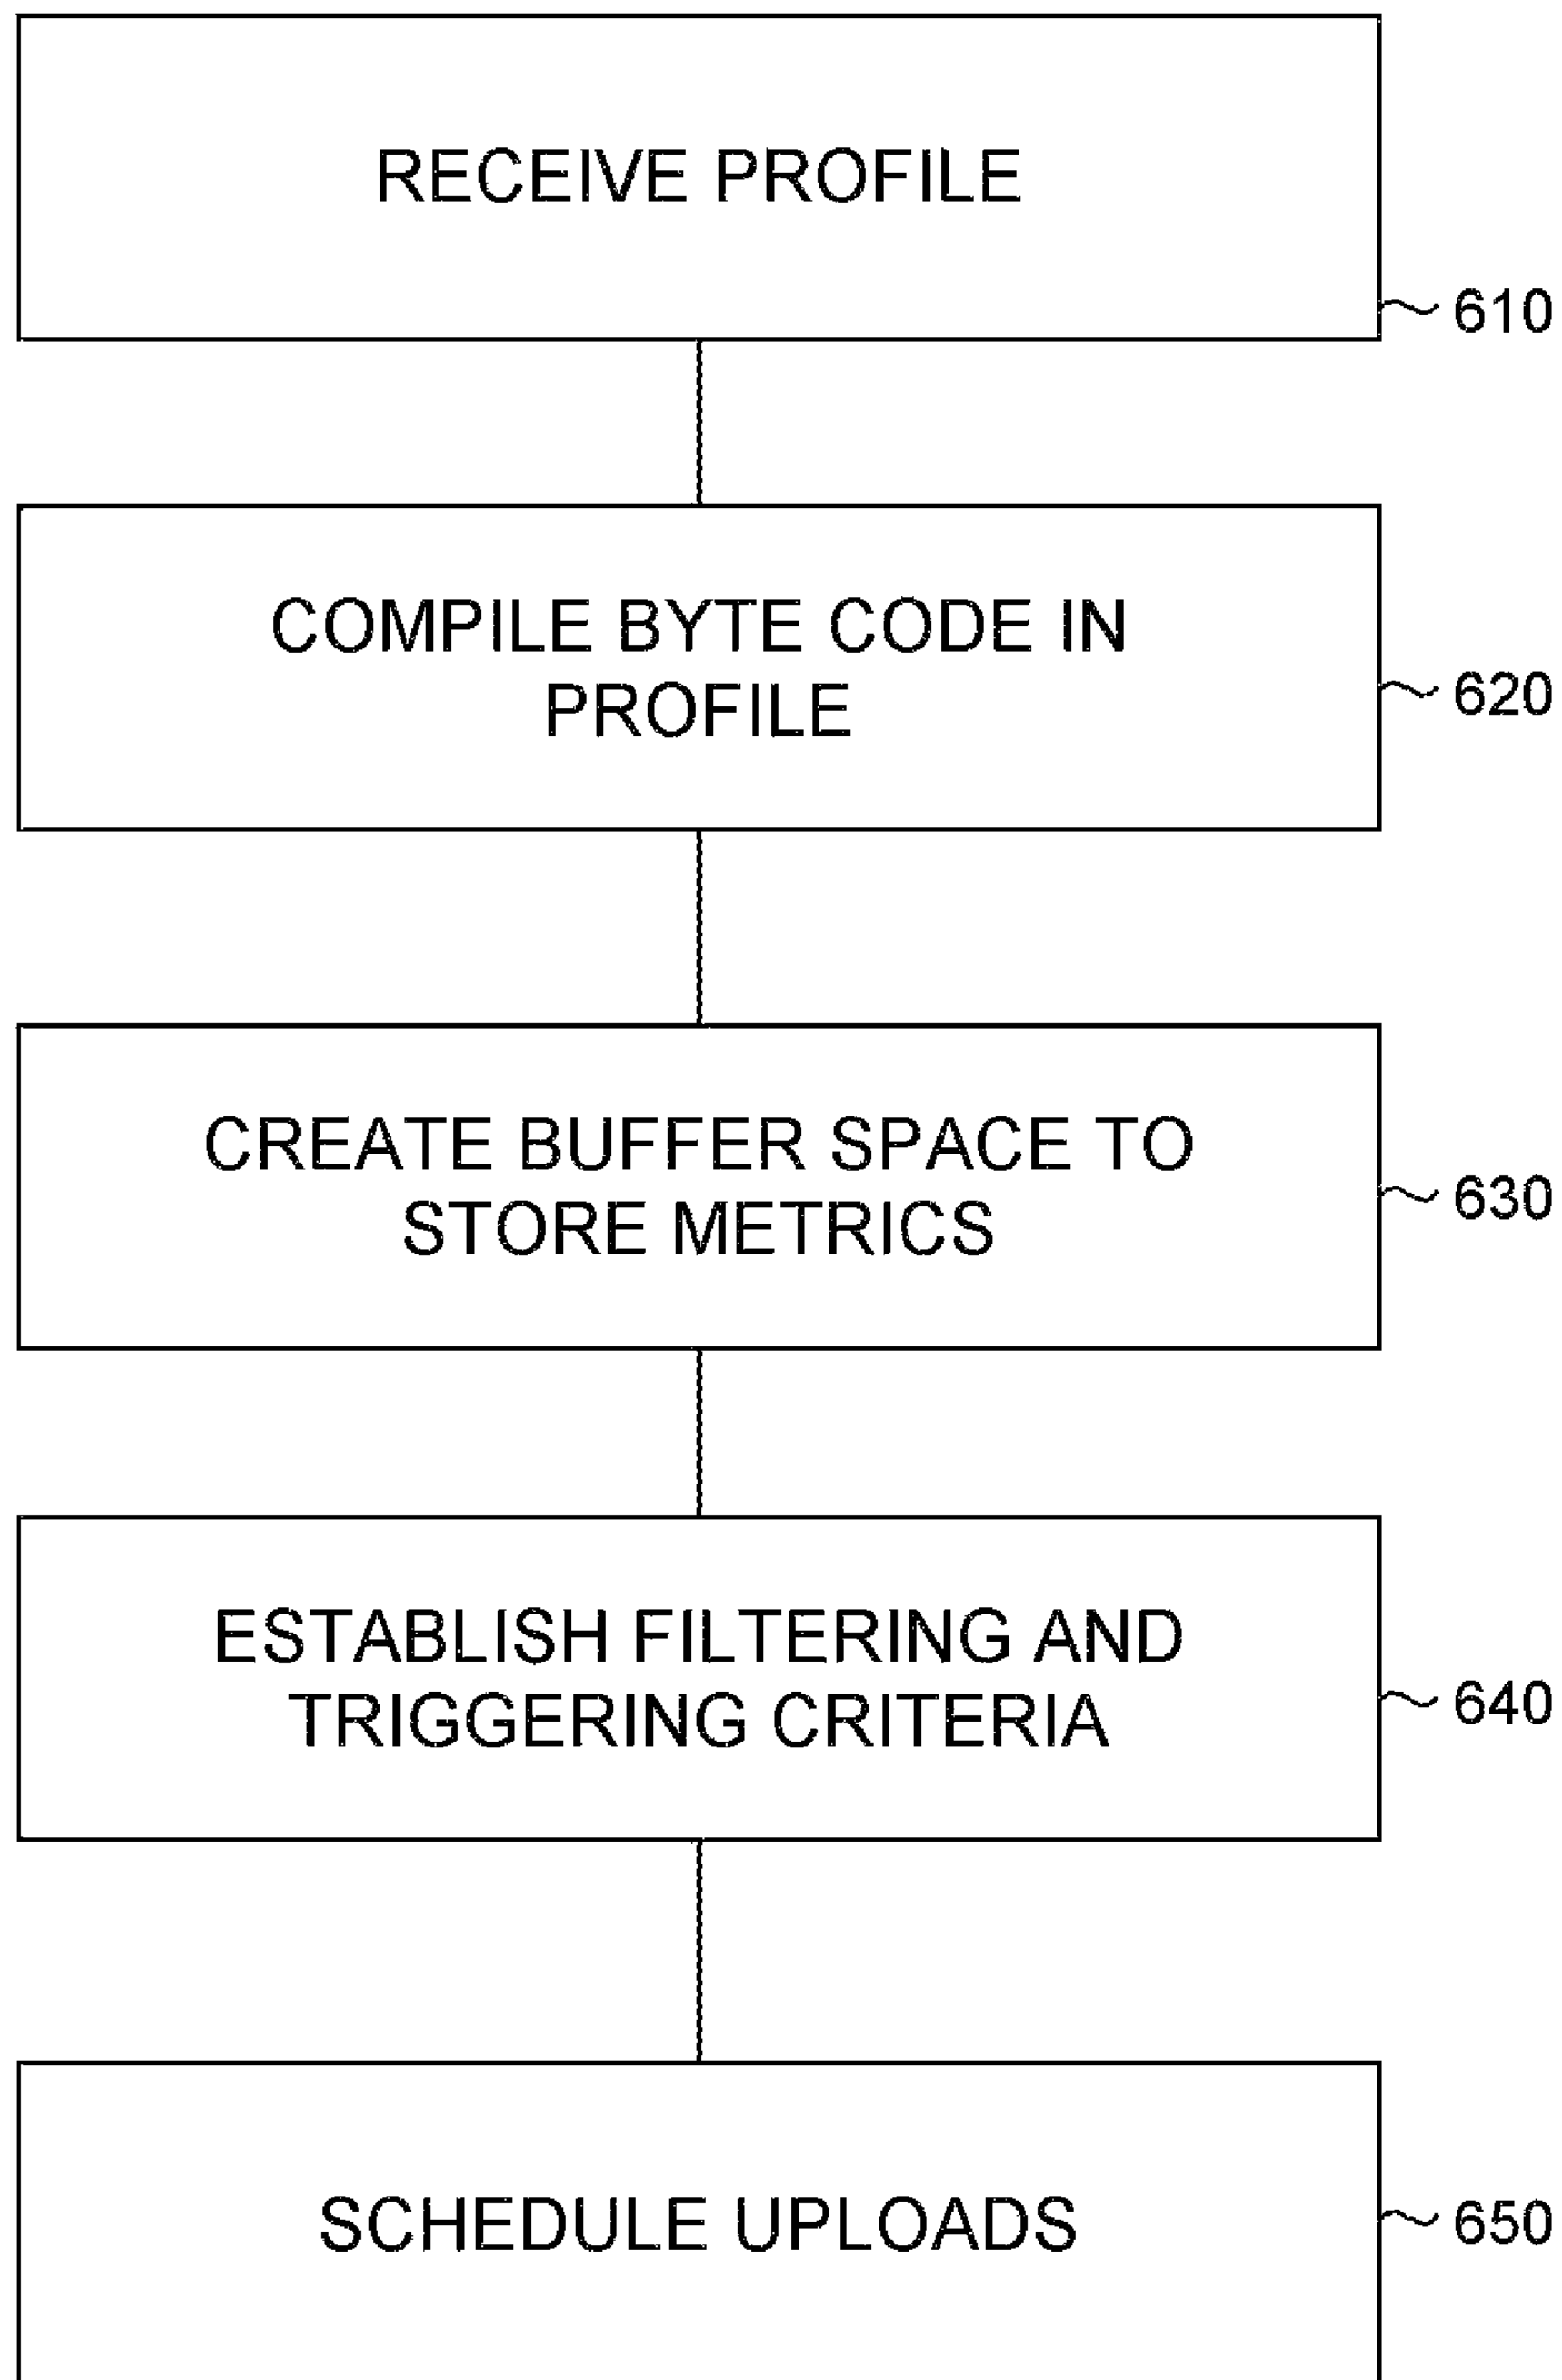 RECEIVE PROFILE
610
COMPILE BYTE CODE IN
PROFILE
620
CREATE BUFFER SPACE TO
STORE METRICS
630
ESTABLISH FILTERING AND
TRIGGERING CRITERIA
640
SCHEDULE UPLOADS
650